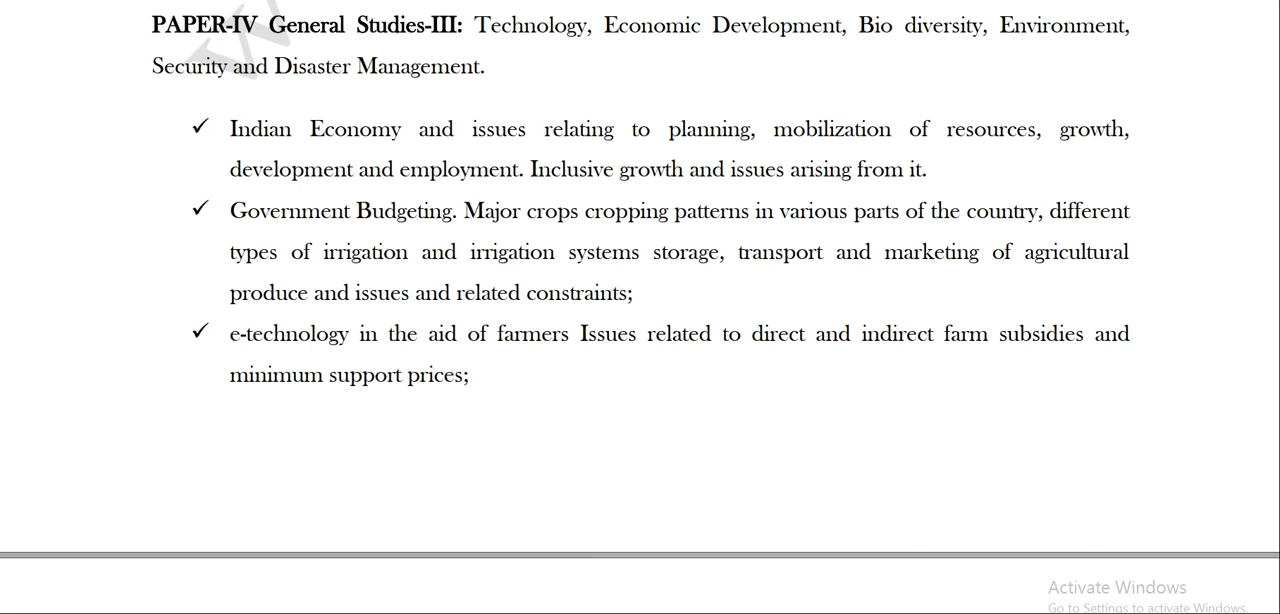 PAPER-IV General Studies-III: Technology, Economic Development, Bio diversity, Environment,
Security and Disaster Management.
✓ Indian Economy and issues relating to planning, mobilization of resources, growth,
development and employment. Inclusive growth and issues arising from it.
✓ Government Budgeting. Major crops cropping patterns in various parts of the country, different
types of irrigation and irrigation systems storage, transport and marketing of agricultural
produce and issues and related constraints;
✓ e-technology in the aid of farmers Issues related to direct and indirect farm subsidies and
minimum support prices;
Activate Windows
Go to Settings to activate Windows.